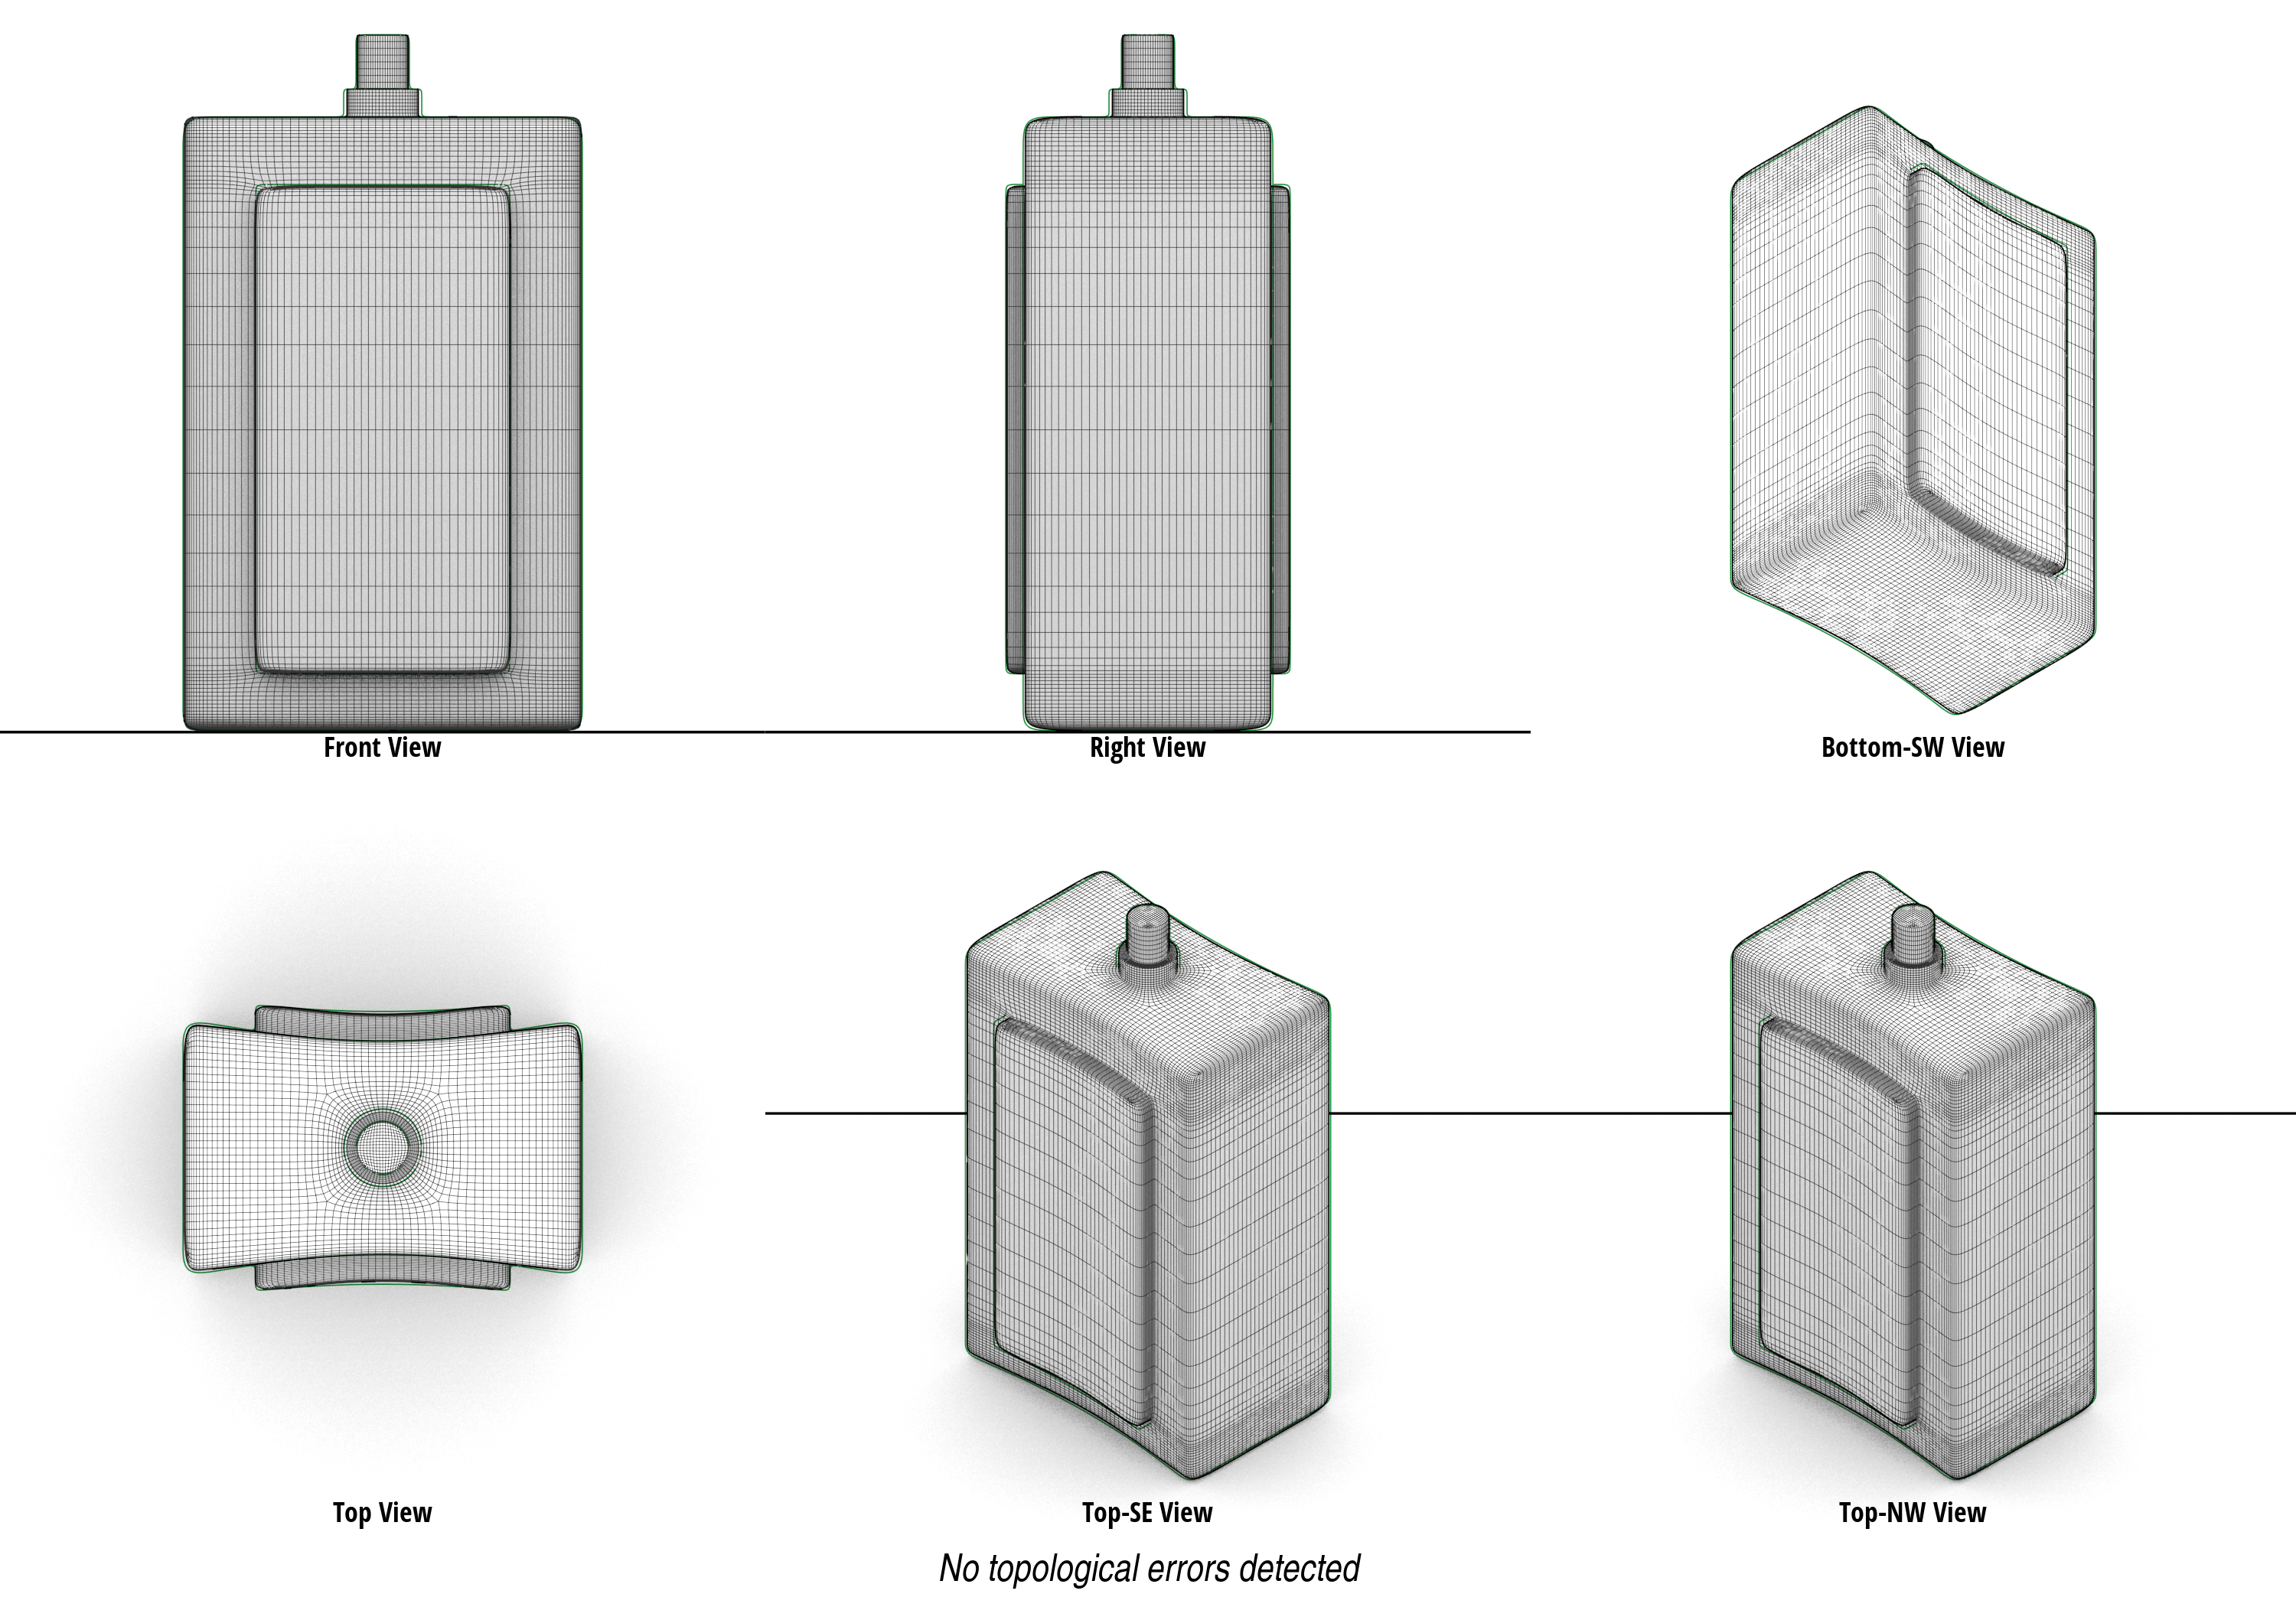 Front View
Right View
Bottom-SW View
Top View
Top-SE View
Top-NW View
No topological errors detected